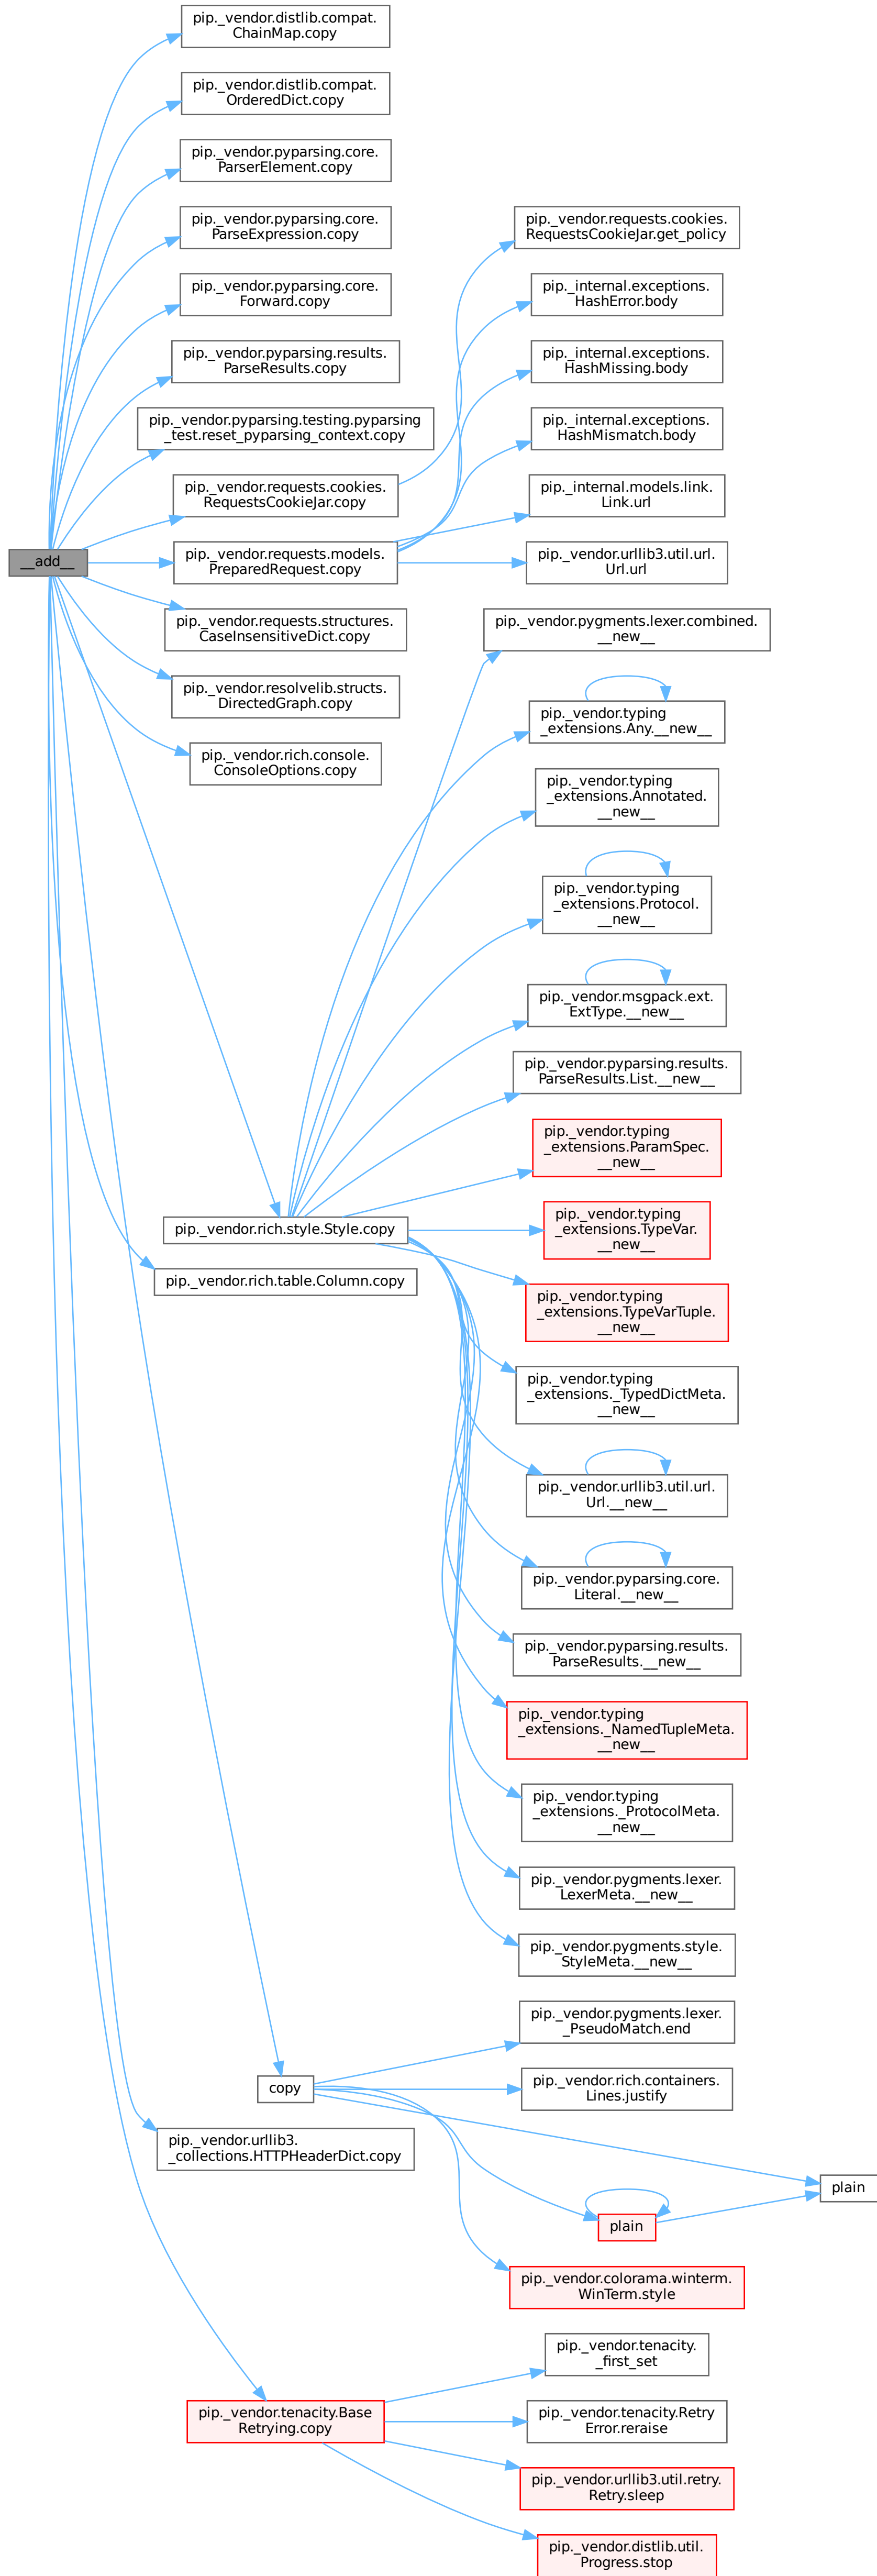 pip._vendor.distlib.compat.
ChainMap.copy
pip._vendor.distlib.compat.
OrderedDict.copy
pip._vendor.pyparsing.core.
ParserElement.copy
pip._vendor.pyparsing.core.
ParseExpression.copy
pip._vendor.pyparsing.core.
Forward.copy
pip._vendor.pyparsing.results.
ParseResults.copy
pip._vendor.pyparsing.testing.pyparsing
_test.reset_pyparsing_context.copy
pip._vendor.requests.cookies.
RequestsCookieJar.copy
__add__
pip._vendor.requests.models.
PreparedRequest.copy
pip._vendor.requests.structures.
CaseInsensitiveDict.copy
pip._vendor.resolvelib.structs.
DirectedGraph.copy
pip._vendor.rich.console.
ConsoleOptions.copy
pip._vendor.rich.style.Style.copy
pip._vendor.rich.table.Column.copy
copy
pip._vendor.urllib3.
_collections.HTTPHeaderDict.copy
pip._vendor.tenacity.Base
Retrying.copy
pip._vendor.requests.cookies.
RequestsCookieJar.get_policy
pip._internal.exceptions.
HashError.body
pip._internal.exceptions.
HashMissing.body
pip._internal.exceptions.
HashMismatch.body
pip._internal.models.link.
Link.url
pip._vendor.urllib3.util.url.
Url.url
pip._vendor.pygments.lexer.combined.
__new__
pip._vendor.typing
_extensions.Any.__new__
pip._vendor.typing
_extensions.Annotated.
__new__
pip._vendor.typing
_extensions.Protocol.
__new__
pip._vendor.msgpack.ext.
ExtType.__new__
pip._vendor.pyparsing.results.
ParseResults.List.__new__
pip._vendor.typing
_extensions.ParamSpec.
__new__
pip._vendor.typing
_extensions.TypeVar.
__new__
pip._vendor.typing
_extensions.TypeVarTuple.
__new__
pip._vendor.typing
_extensions._TypedDictMeta.
__new__
pip._vendor.urllib3.util.url.
Url.__new__
pip._vendor.pyparsing.core.
Literal.__new__
pip._vendor.pyparsing.results.
ParseResults.__new__
pip._vendor.typing
_extensions._NamedTupleMeta.
__new__
pip._vendor.typing
_extensions._ProtocolMeta.
__new__
pip._vendor.pygments.lexer.
LexerMeta.__new__
pip._vendor.pygments.style.
StyleMeta.__new__
pip._vendor.pygments.lexer.
_PseudoMatch.end
pip._vendor.rich.containers.
Lines.justify
plain
plain
pip._vendor.colorama.winterm.
WinTerm.style
pip._vendor.tenacity.
_first_set
pip._vendor.tenacity.Retry
Error.reraise
pip._vendor.urllib3.util.retry.
Retry.sleep
pip._vendor.distlib.util.
Progress.stop